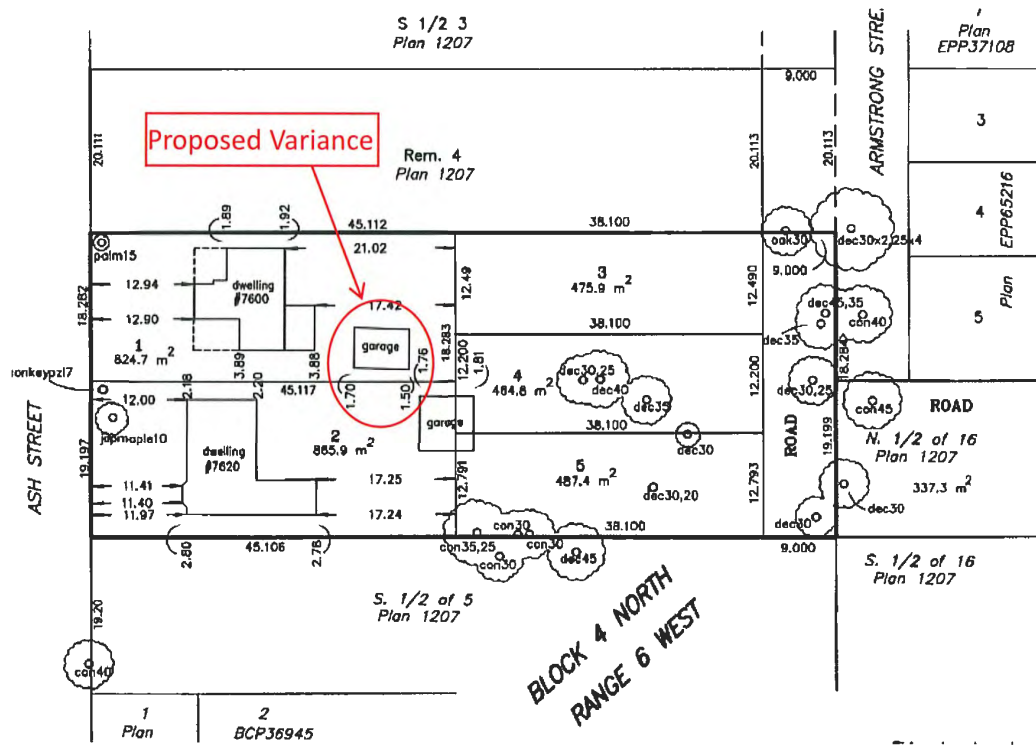 S 1/2 3
Plan 1207
ARMSTRONG STRE
Plan
EPP37108
9.000
3
Proposed Variance
20.111
Rem. 4
Plan 1207
20.113
20.113
4
EPP65216
Plan
5
1.89
1.92
45.112
38.100
palm15
21.02
oak30
dec30x2,25x4
9.000
12.94
dwelling
#7600
12.49
3
475.9 m²
12.490
dec45,35
con40
18.282
12.90
17.42
38.100
dec35
1
824.7 m²
garage
18.283
3.89
3.88
1.76
12.200
1.81
4
464.8 m²
dec30,25
dec40
12.200
18.284
onkeypzl7
2.18
2.20
45.117
1.70
1.50
dec35
dec30,25
12.00
japmaple10
garage
con45
ROAD
38.100
ROAD
ASH STREET
19.197
dwelling
#7620
2
865.9 m²
dec30
19.199
N. 1/2 of 16
Plan 1207
11.41
17.25
12.791
5
487.4 m²
dec30,20
12.793
337.3 m²
11.40
dec30
11.97
17.24
con30
38.100
dec30
2.80
45.106
2.78
con35,25
con30
con30
dec45
9.000
S. 1/2 of 16
Plan 1207
S. 1/2 of 5
Plan 1207
19.20
BLOCK 4 NORTH
RANGE 6 WEST
con40
1
Plan
2
BCP36945